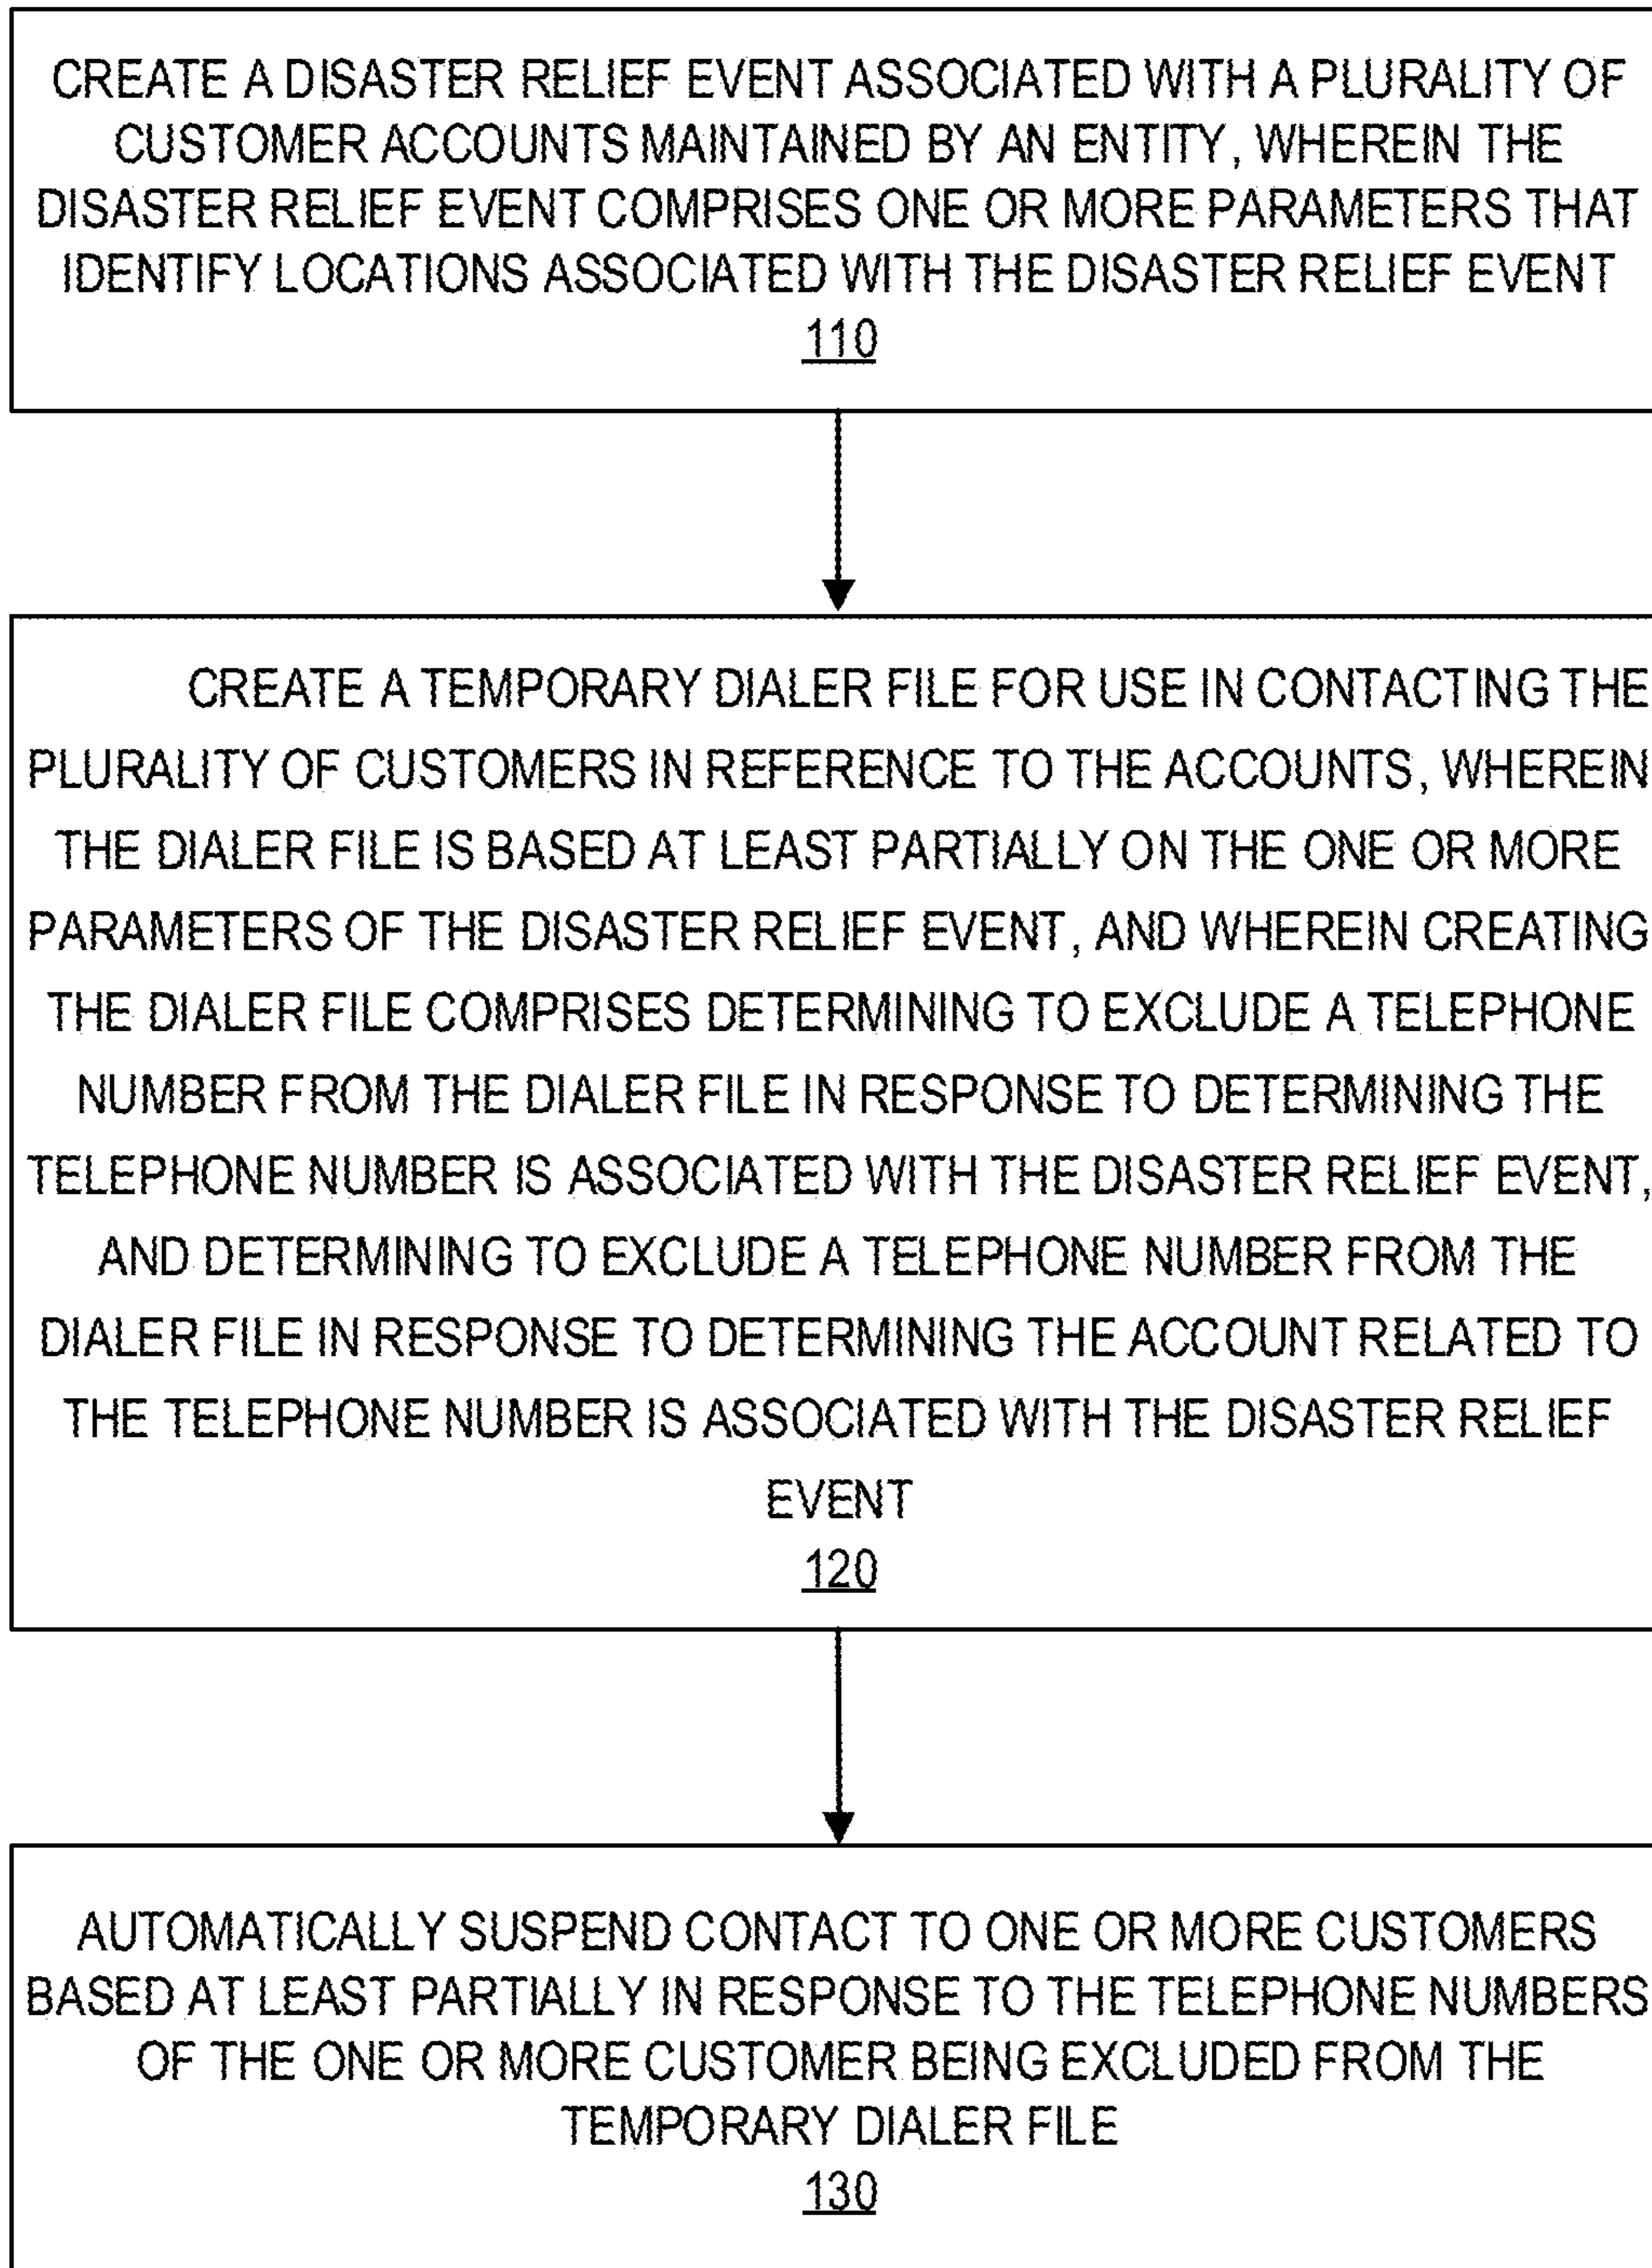 CREATE A DISASTER RELIEF EVENT ASSOCIATED WITH A PLURALITY OF
CUSTOMER ACCOUNTS MAINTAINED BY AN ENTITY, WHEREIN THE
DISASTER RELIEF EVENT COMPRISES ONE OR MORE PARAMETERS THAT
IDENTIFY LOCATIONS ASSOCIATED WITH THE DISASTER RELIEF EVENT
110
CREATE A TEMPORARY DIALER FILE FOR USE IN CONTACTING THE
PLURALITY OF CUSTOMERS IN REFERENCE TO THE ACCOUNTS, WHEREIN
THE DIALER FILE IS BASED AT LEAST PARTIALLY ON THE ONE OR MORE
PARAMETERS OF THE DISASTER RELIEF EVENT, AND WHEREIN CREATING
THE DIALER FILE COMPRISES DETERMINING TO EXCLUDE A TELEPHONE
NUMBER FROM THE DIALER FILE IN RESPONSE TO DETERMINING THE
TELEPHONE NUMBER IS ASSOCIATED WITH THE DISASTER RELIEF EVENT,
AND DETERMINING TO EXCLUDE A TELEPHONE NUMBER FROM THE
DIALER FILE IN RESPONSE TO DETERMINING THE ACCOUNT RELATED TO
THE TELEPHONE NUMBER IS ASSOCIATED WITH THE DISASTER RELIEF
EVENT
120
AUTOMATICALLY SUSPEND CONTACT TO ONE OR MORE CUSTOMERS
BASED AT LEAST PARTIALLY IN RESPONSE TO THE TELEPHONE NUMBERS
OF THE ONE OR MORE CUSTOMER BEING EXCLUDED FROM THE
TEMPORARY DIALER FILE
130